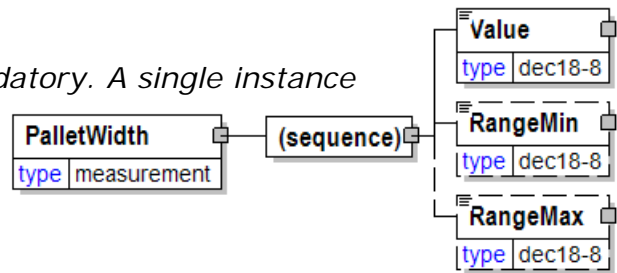 Value
type dec18-8
datory. A single instance
RangeMin
type dec18-8
PalletWidth
type measurement
(sequence)
RangeMax
type dec18-8